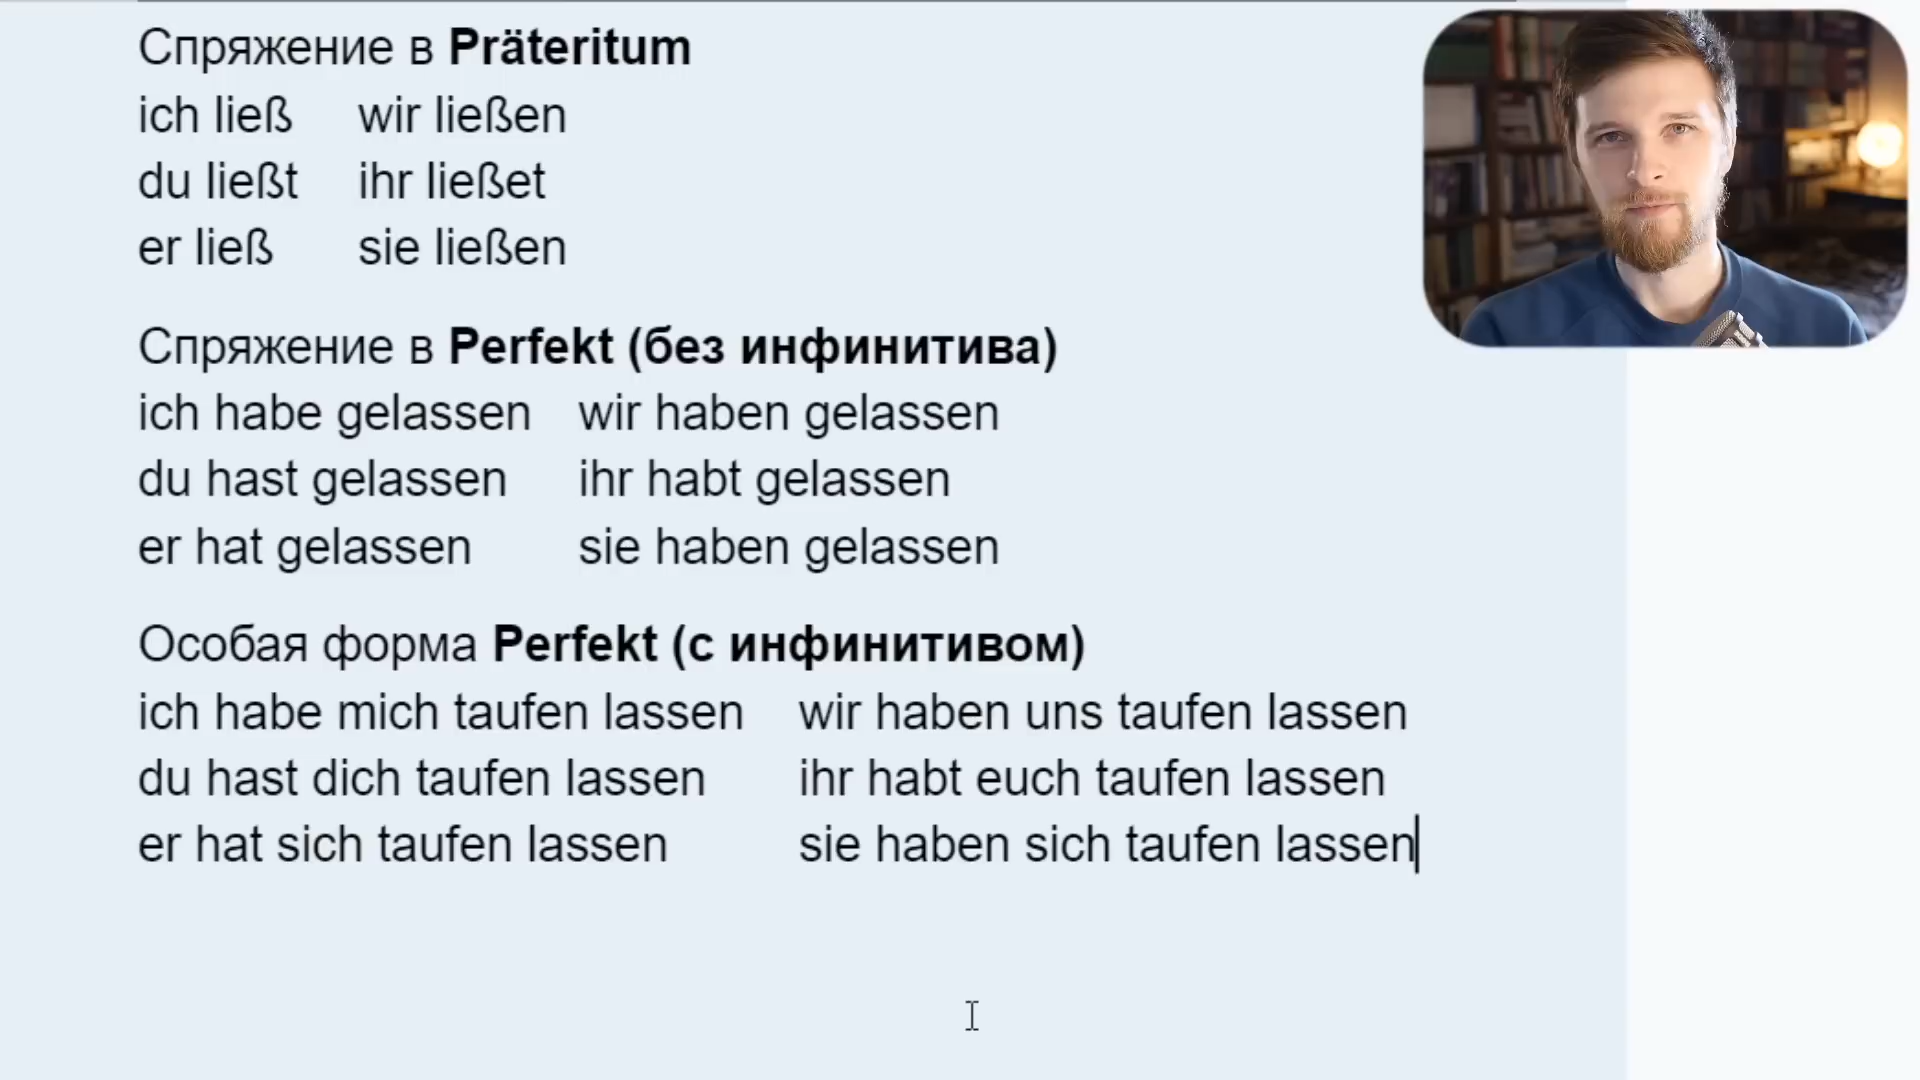 Спряжение в Präteritum
ich ließ wir ließen
du ließt ihr ließet
er ließ sie ließen
Спряжение в Perfekt (без инфинитива)
ich habe gelassen wir haben gelassen
du hast gelassen ihr habt gelassen
er hat gelassen sie haben gelassen
Особая форма Perfekt (с инфинитивом)
ich habe mich taufen lassen wir haben uns taufen lassen
du hast dich taufen lassen ihr habt euch taufen lassen
er hat sich taufen lassen sie haben sich taufen lassen